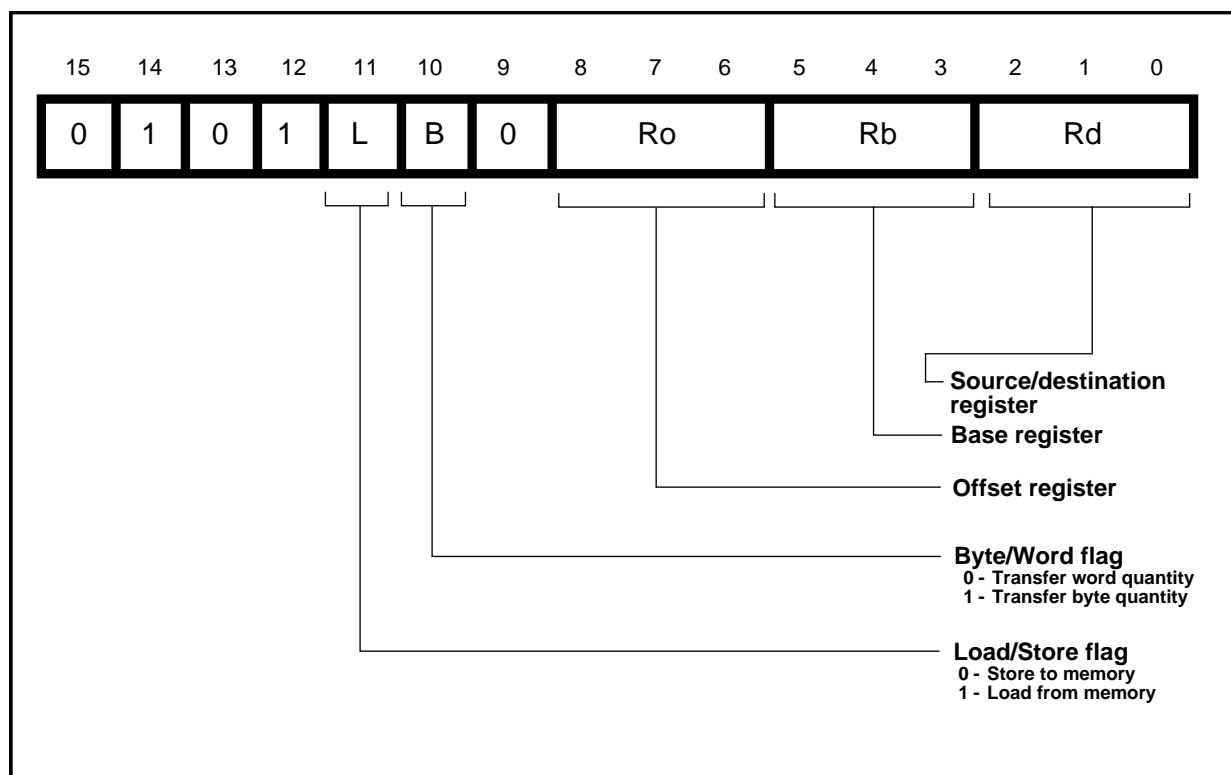 15 14 13 12 11 10 9 8 7 6 5 4 3 2 1 0
0 1 0 1 L B 0 Ro Rb Rd
Source/destination
register
Base register
Offset register
Byte/Word flag
0 - Transfer word quantity
1 - Transfer byte quantity
Load/Store flag
0 - Store to memory
1 - Load from memory